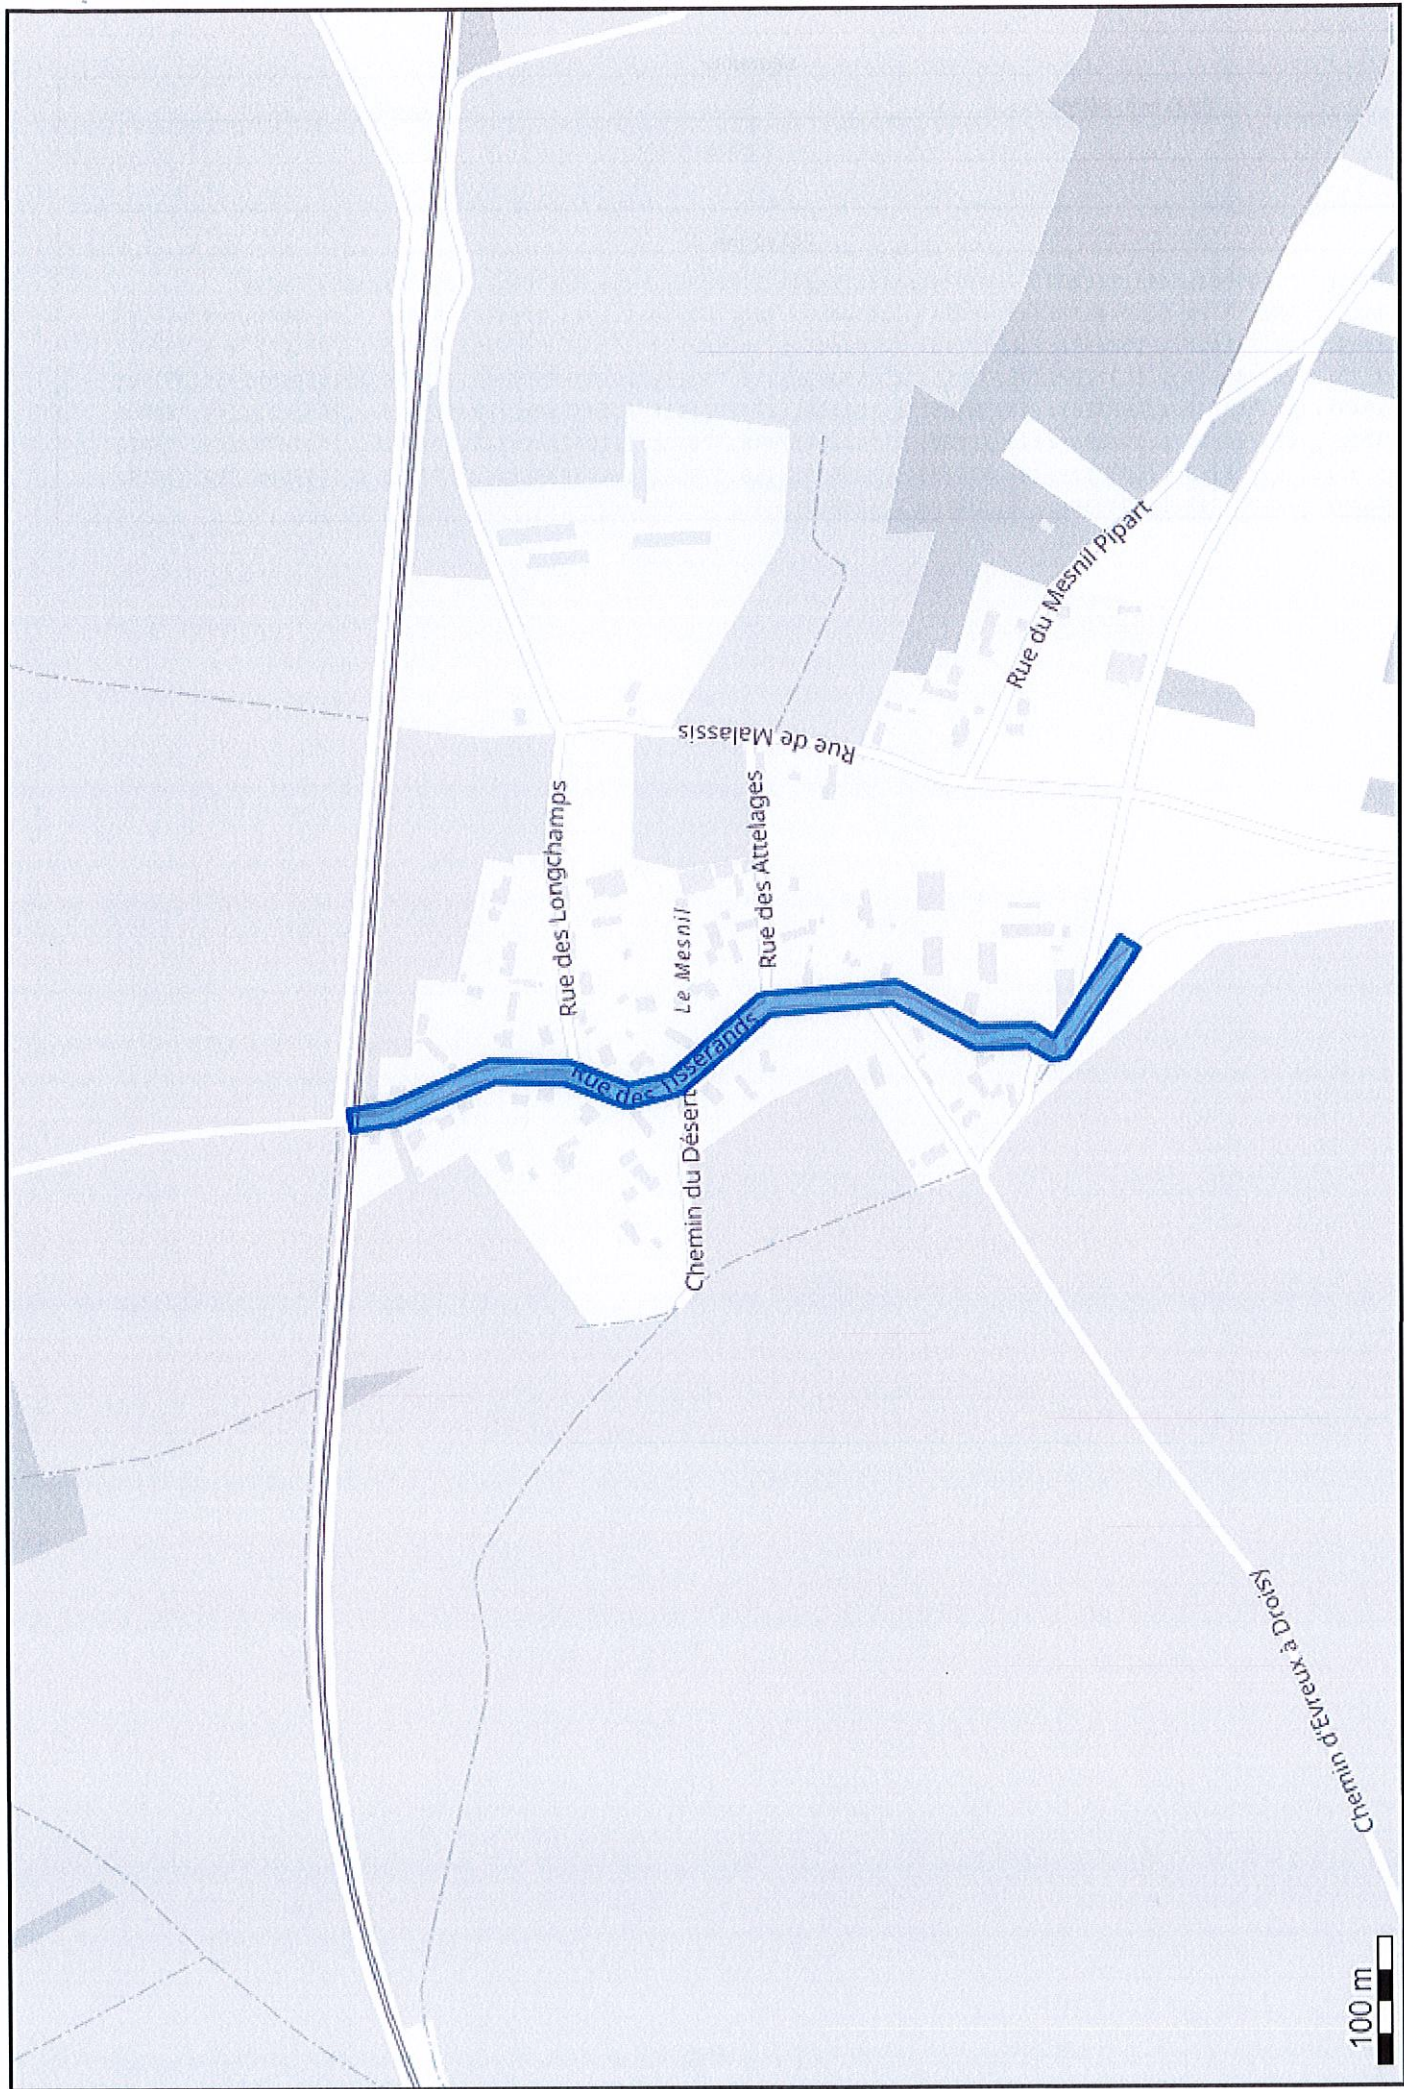 Rue des Longchamps
Le Mesnil
Rue des Attelages
Rue de Malassis
Rue du Mesnil Pipart
Rue des Tisserands
Chemin du Désert
Chemin d'Evreux à Droisy
100 m